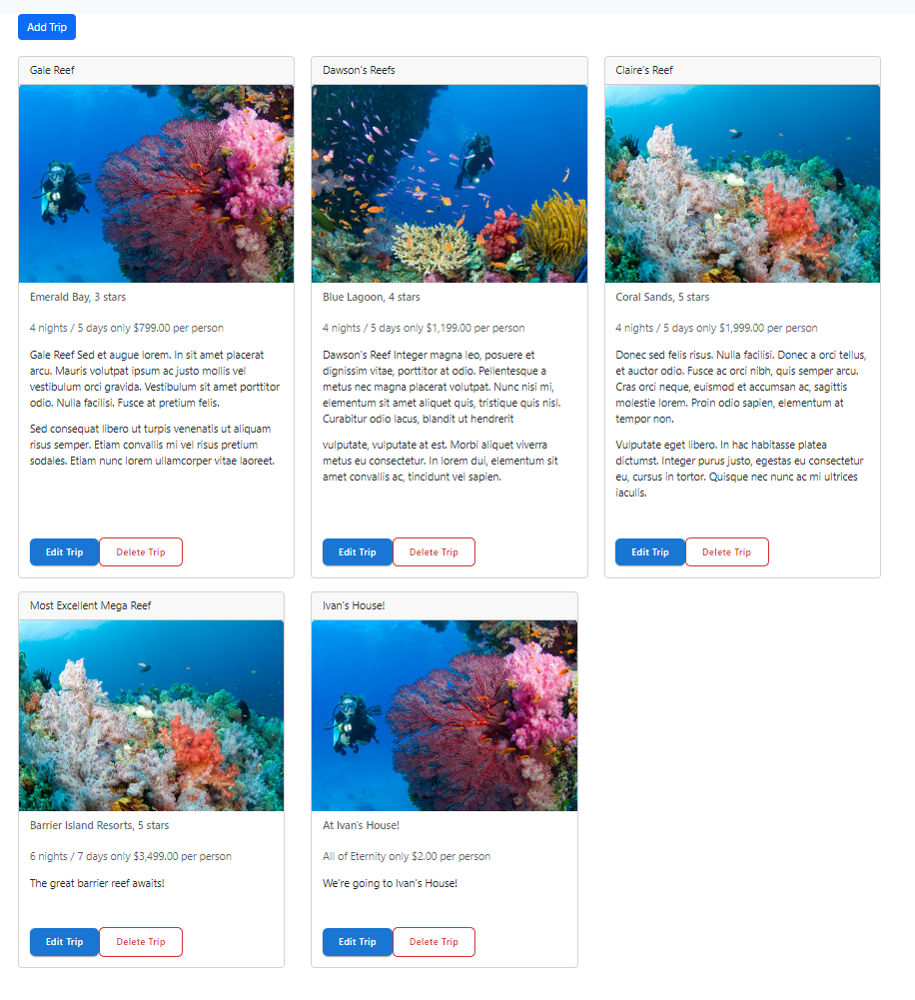 Add Trip
Gale Reef
Emerald Bay, 3 stars
4 nights / 5 days only $799.00 per person
Gale Reef Sed et augue lorem. In sit amet placerat
arcu. Mauris volutpat ipsum ac justo mollis vel
vestibulum orci gravida. Vestibulum sit amet porttitor
odio. Nulla facilisi. Fusce at pretium felis.
Sed consequat libero ut turpis venenatis ut aliquam
risus semper. Etiam convallis mi vel risus pretium
sodales. Etiam nunc lorem ullamcorper vitae laoreet.
Edit Trip
Delete Trip
Dawson's Reefs
Blue Lagoon, 4 stars
4 nights / 5 days only $1,199.00 per person
Dawson's Reef Integer magna leo, posuere et
dignissim vitae, porttitor at odio. Pellentesque a
metus nec magna placerat volutpat. Nunc nisi mi,
elementum sit amet aliquet quis, tristique quis nisl.
Curabitur odio lacus, blandit ut hendrerit
vulputate, vulputate at est. Morbi aliquet viverra
metus eu consectetur. In lorem dui, elementum sit
amet convallis ac, tincidunt vel sapien.
Edit Trip
Delete Trip
Claire's Reef
Coral Sands, 5 stars
4 nights / 5 days only $1,999.00 per person
Donec sed felis risus. Nulla facilisi. Donec a orci tellus,
et auctor odio. Fusce ac orci nibh, quis semper arcu.
Cras orci neque, euismod et accumsan ac, sagittis
molestie lorem. Proin odio sapien, elementum at
tempor non.
Vulputate eget libero. In hac habitasse platea
dictumst. Integer purus justo, egestas eu consectetur
eu, cursus in tortor. Quisque nec nunc ac mi ultrices
iaculis.
Edit Trip
Delete Trip
Most Excellent Mega Reef
Barrier Island Resorts, 5 stars
6 nights / 7 days only $3,499.00 per person
The great barrier reef awaits!
Edit Trip
Delete Trip
Ivan's House!
At Ivan's House!
All of Eternity only $2.00 per person
We're going to Ivan's House!
Edit Trip
Delete Trip